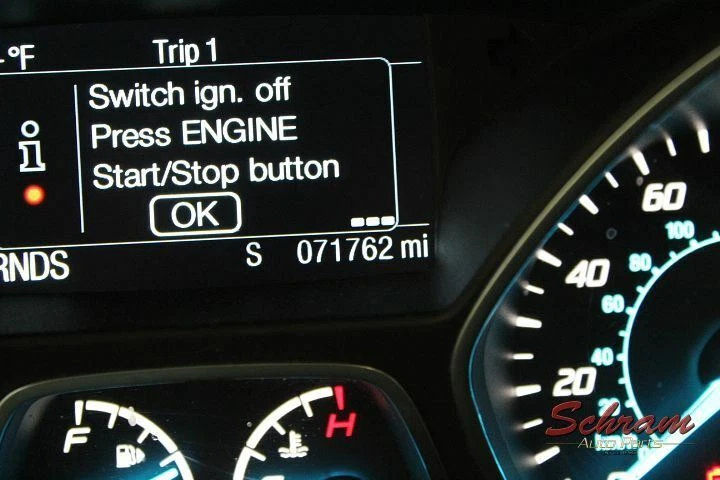 °F Trip 1
Switch ign. off
Press ENGINE
Start/Stop button
OK
RNDS S 071762 mi
60
100
80
40
60
40
20
20
F H
Schram
Auto Parts